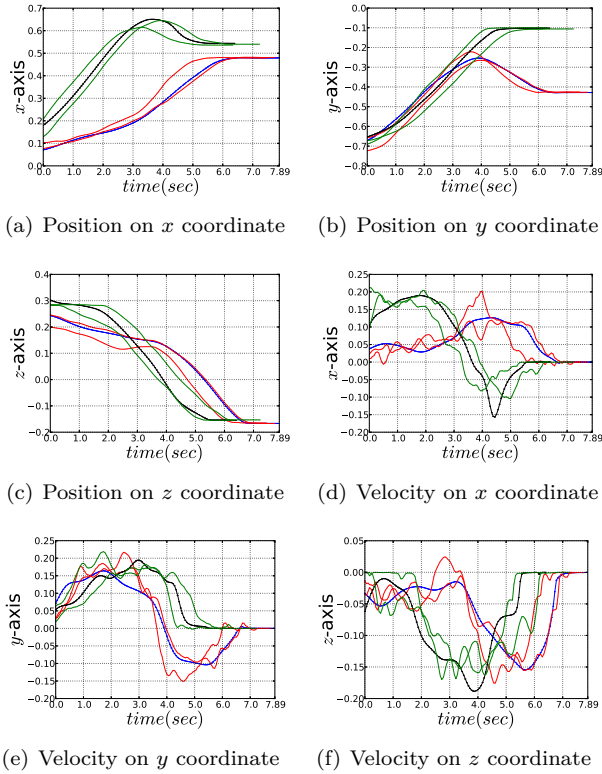 0.7
0.6
0.5
0.4
0.3
0.2
0.1
0.0
x-axis
0.0 1.0 2.0 3.0 4.0 5.0 6.0 7.0 7.89
time(sec)
(a) Position on x coordinate
0.0
−0.1
−0.2
−0.3
−0.4
−0.5
−0.6
−0.7
−0.8
y-axis
0.0 1.0 2.0 3.0 4.0 5.0 6.0 7.0 7.89
time(sec)
(b) Position on y coordinate
0.4
0.3
0.2
0.1
0.0
−0.1
−0.2
z-axis
0.0 1.0 2.0 3.0 4.0 5.0 6.0 7.0 7.89
time(sec)
(c) Position on z coordinate
0.25
0.20
0.15
0.10
0.05
0.00
−0.05
−0.10
−0.15
−0.20
x-axis
0.0 1.0 2.0 3.0 4.0 5.0 6.0 7.0 7.89
time(sec)
(d) Velocity on x coordinate
0.25
0.20
0.15
0.10
0.05
0.00
−0.05
−0.10
−0.15
−0.20
y-axis
0.0 1.0 2.0 3.0 4.0 5.0 6.0 7.0 7.89
time(sec)
(e) Velocity on y coordinate
0.05
0.00
−0.05
−0.10
−0.15
−0.20
z-axis
0.0 1.0 2.0 3.0 4.0 5.0 6.0 7.0 7.89
time(sec)
(f) Velocity on z coordinate